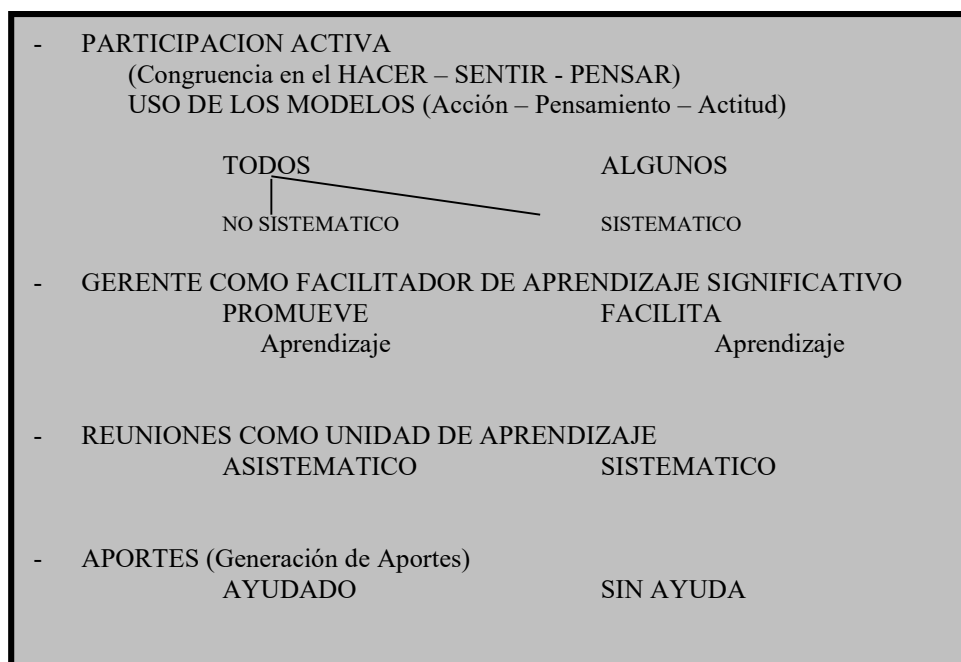 - PARTICIPACION ACTIVA
(Congruencia en el HACER – SENTIR - PENSAR)
USO DE LOS MODELOS (Acción – Pensamiento – Actitud)
TODOS ALGUNOS
NO SISTEMATICO SISTEMATICO
- GERENTE COMO FACILITADOR DE APRENDIZAJE SIGNIFICATIVO
PROMUEVE FACILITA
Aprendizaje Aprendizaje
- REUNIONES COMO UNIDAD DE APRENDIZAJE
ASISTEMATICO SISTEMATICO
- APORTES (Generación de Aportes)
AYUDADO SIN AYUDA